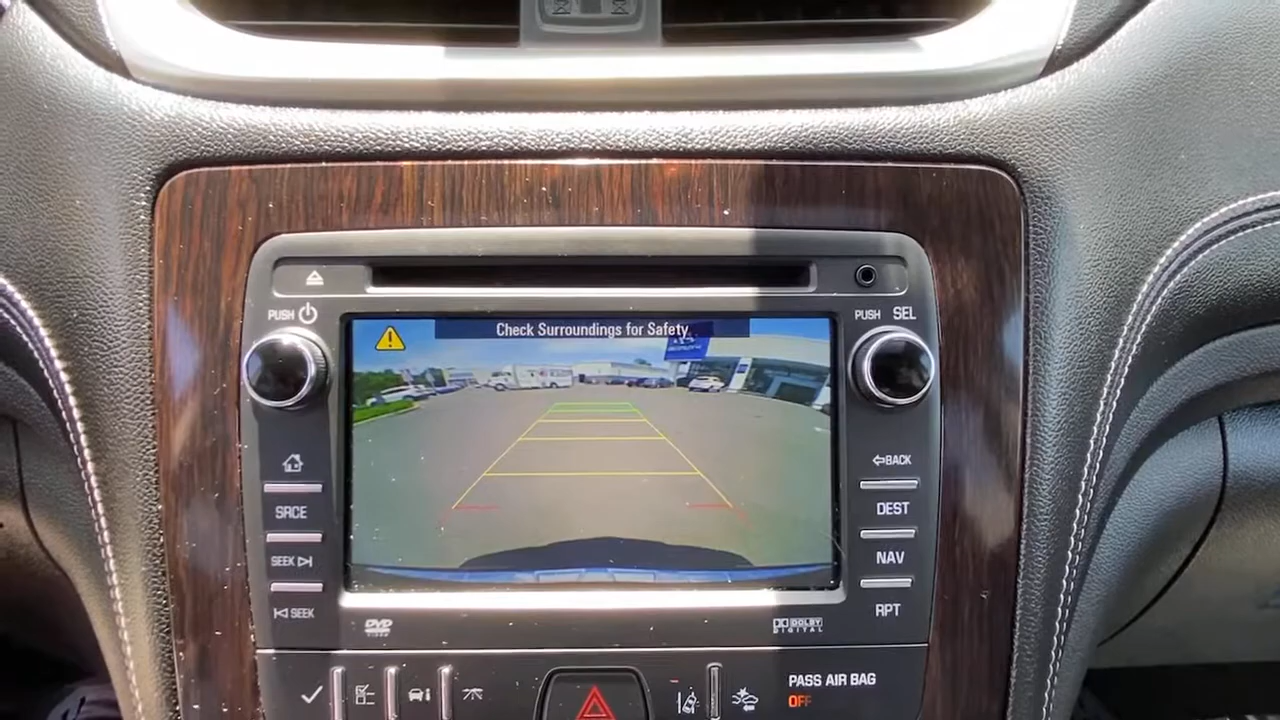 PUSH
PUSH SEL
Check Surroundings for Safety
SRCE
SEEK
SEEK
BACK
DEST
NAV
RPT
DVD
VIDEO
DOLBY
DIGITAL
PASS AIR BAG
OFF